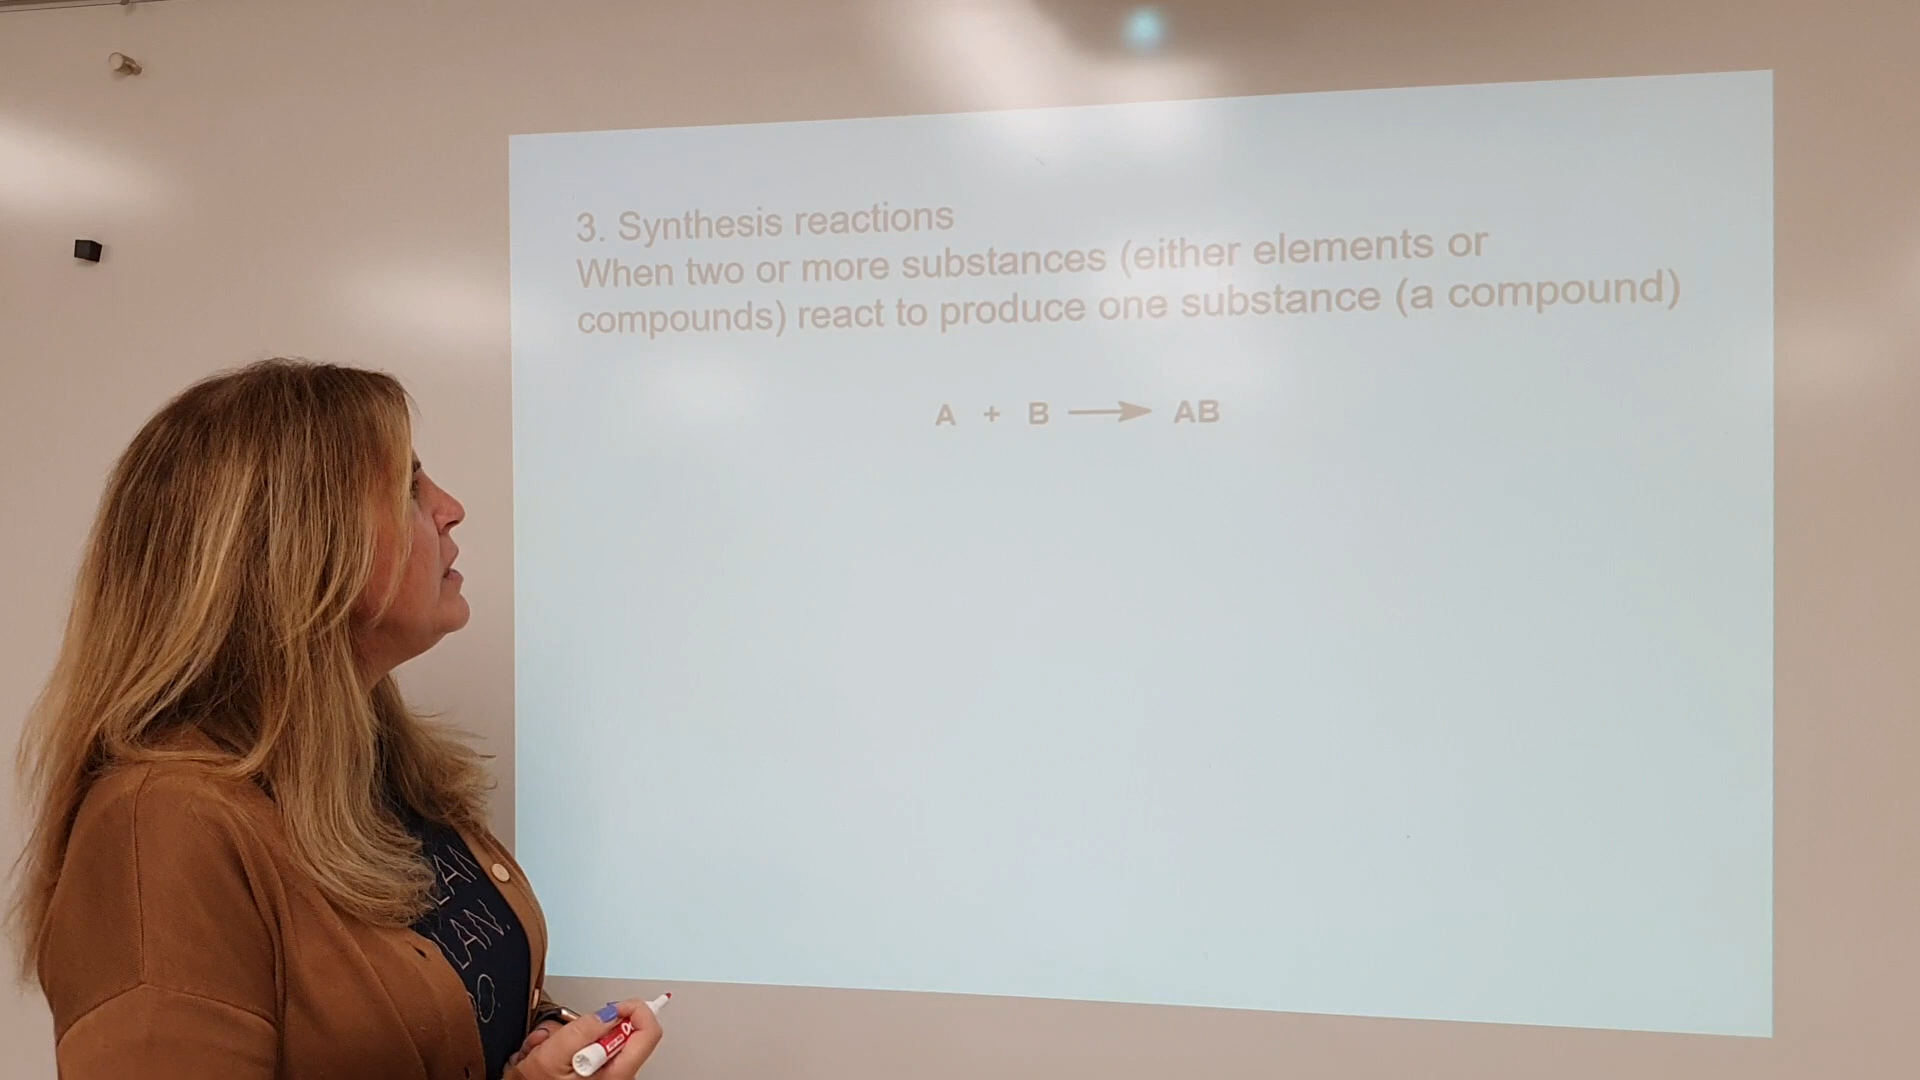 3. Synthesis reactions
When two or more substances (either elements or
compounds) react to produce one substance (a compound)
A + B ⟶ AB